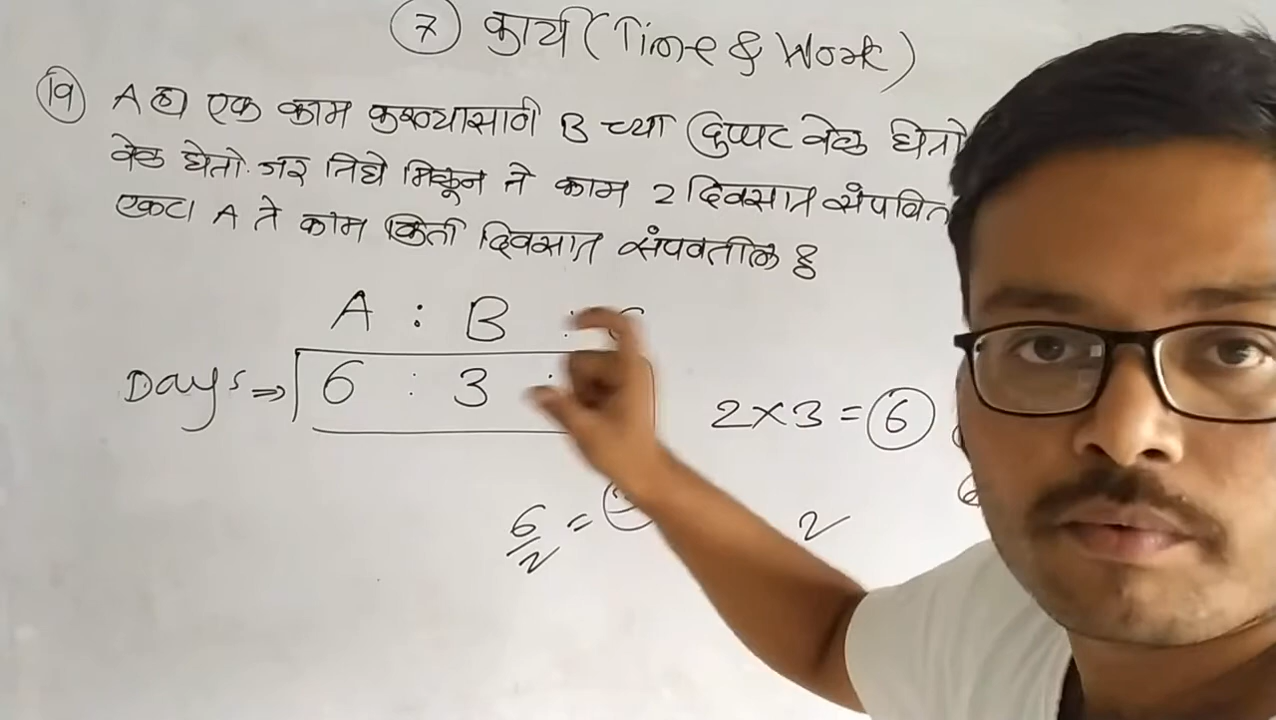 7 कार्य (Time & Work)
19 A हा एक काम करण्यासाठी B च्या दुप्पट वेळ घेतो
वेळ घेतो. जर तिघे मिळून ते काम 2 दिवसात संपवित
एकटा A ते काम किती दिवसात संपवतील ?
A : B :
Days ⇒ 6 : 3 :
2×3 = 6
6/2 =
2